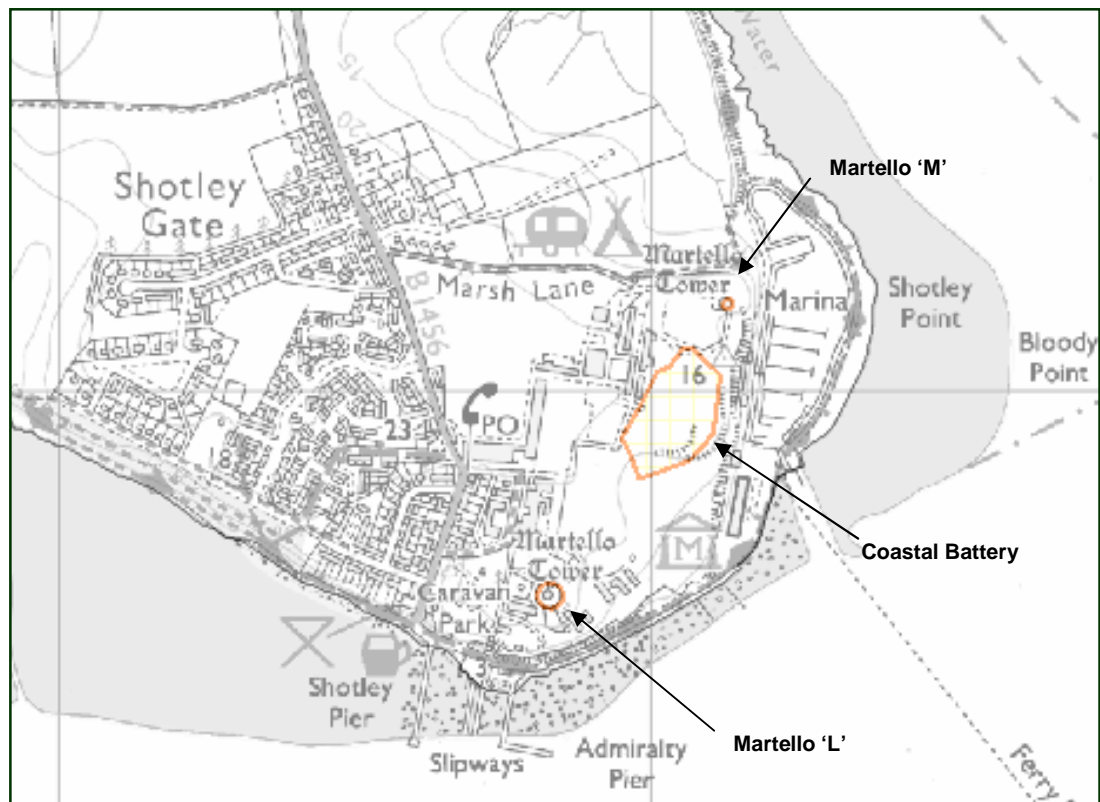 Water
15
20
Martello ‘M’
Shotley
Gate
Martello
Tower
Marsh Lane
Marina
Shotley
Point
B1456
Bloody
Point
16
PO
23
M
Coastal Battery
Martello
Tower
Caravan
Park
3
Shotley
Pier
Martello ‘L’
Admiralty
Pier
Slipways
Ferry